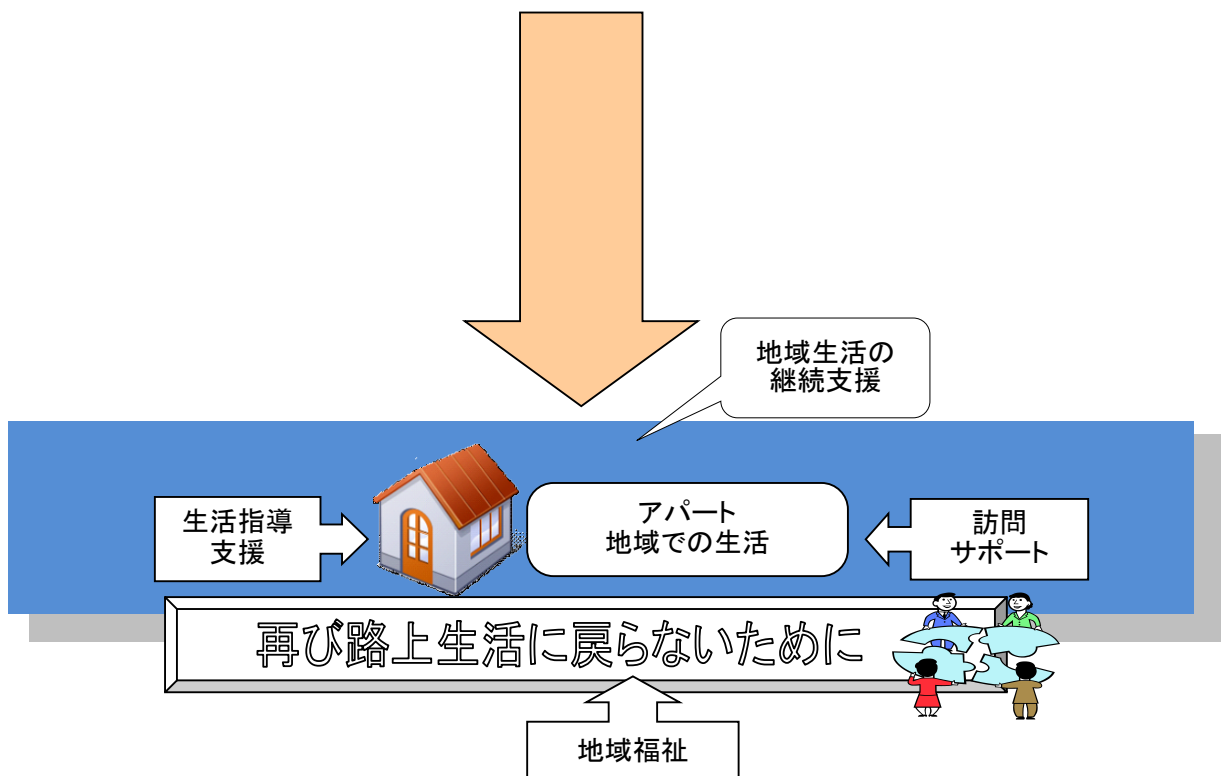 地域生活の
継続支援
生活指導
支援
アパート
地域での生活
訪問
サポート
再び路上生活に戻らないために
地域福祉